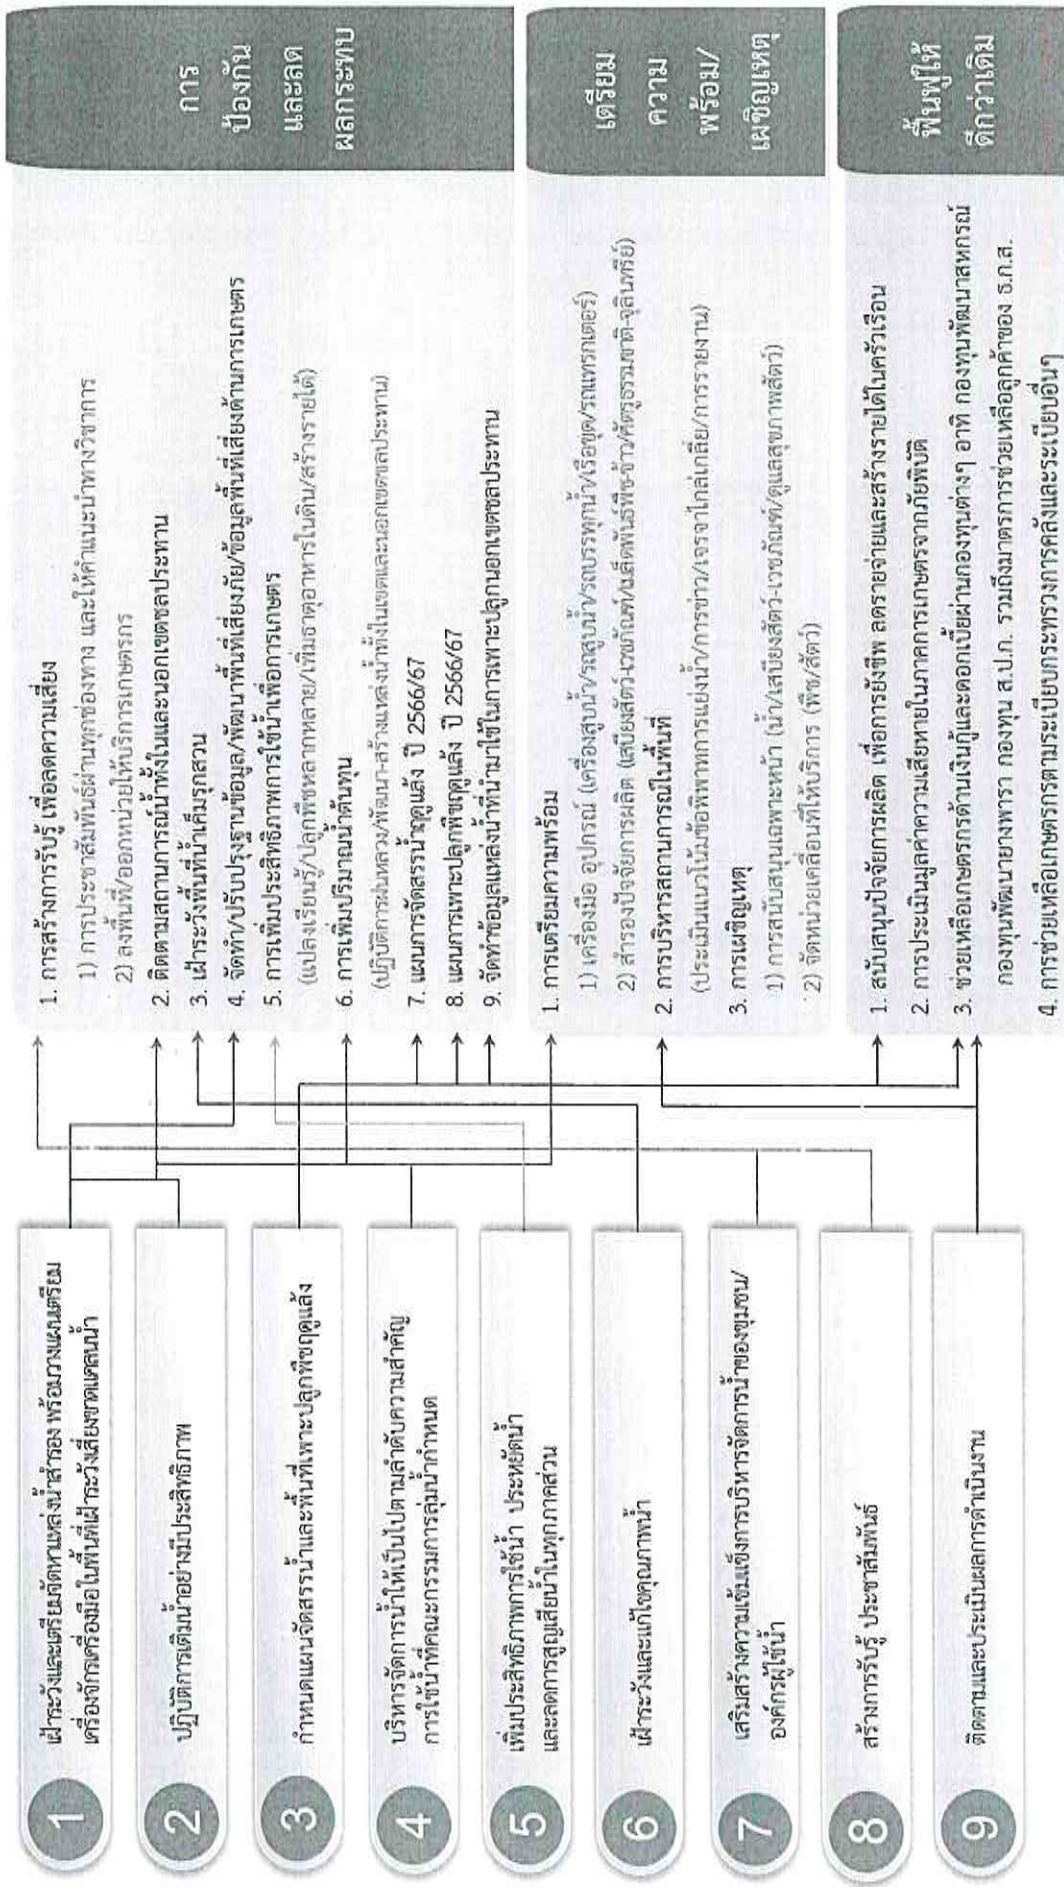 1
เฝ้าระวังและเตรียมจัดหาแหล่งน้ำสำรอง พร้อมวางแผนเตรียม
เครื่องจักรเครื่องมือในพื้นที่เฝ้าระวังเสี่ยงขาดแคลนน้ำ
2
ปฏิบัติการเติมน้ำอย่างมีประสิทธิภาพ
3
กำหนดแผนจัดสรรน้ำและพื้นที่เพาะปลูกพืชฤดูแล้ง
4
บริหารจัดการน้ำให้เป็นไปตามลำดับความสำคัญ
การใช้น้ำที่คณะกรรมการลุ่มน้ำกำหนด
5
เพิ่มประสิทธิภาพการใช้น้ำ ประหยัดน้ำ
และลดการสูญเสียน้ำในทุกภาคส่วน
6
เฝ้าระวังและแก้ไขคุณภาพน้ำ
7
เสริมสร้างความเข้มแข็งการบริหารจัดการน้ำของชุมชน/
องค์กรผู้ใช้น้ำ
8
สร้างการรับรู้ ประชาสัมพันธ์
9
ติดตามและประเมินผลการดำเนินงาน
1. การสร้างการรับรู้ เพื่อลดความเสี่ยง
1) การประชาสัมพันธ์ผ่านทุกช่องทาง และให้คำแนะนำทางวิชาการ
2) ลงพื้นที่/ออกหน่วยให้บริการเกษตรกร
2. ติดตามสถานการณ์น้ำทั้งในและนอกเขตชลประทาน
3. เฝ้าระวังพื้นที่น้ำเค็มรุกสวน
4. จัดทำ/ปรับปรุงฐานข้อมูล/พัฒนาพื้นที่เสี่ยงภัย/ข้อมูลพื้นที่เสี่ยงด้านการเกษตร
5. การเพิ่มประสิทธิภาพการใช้น้ำเพื่อการเกษตร
(แปลงเรียนรู้/ปลูกพืชหลากหลาย/เพิ่มธาตุอาหารในดิน/สร้างรายได้)
6. การเพิ่มปริมาณน้ำต้นทุน
(ปฏิบัติการฝนหลวง/พัฒนา-สร้างแหล่งน้ำทั้งในเขตและนอกเขตชลประทาน)
7. แผนการจัดสรรน้ำฤดูแล้ง ปี 2566/67
8. แผนการเพาะปลูกพืชฤดูแล้ง ปี 2566/67
9. จัดทำข้อมูลแหล่งน้ำที่นำมาใช้ในการเพาะปลูกนอกเขตชลประทาน
การ
ป้องกัน
และลด
ผลกระทบ
1. การเตรียมความพร้อม
1) เครื่องมือ อุปกรณ์ (เครื่องสูบน้ำ/รถสูบน้ำ/รถบรรทุกน้ำ/เรือขุด/รถแทรกเตอร์)
2) สำรองปัจจัยการผลิต (เสบียงสัตว์-เวชภัณฑ์/เมล็ดพันธุ์พืช-ข้าว/ศัตรูธรรมชาติ-จุลินทรีย์)
2. การบริหารสถานการณ์ในพื้นที่
(ประเมินแนวโน้มข้อพิพาทการแย่งน้ำ/การข่าว/เจรจาไกล่เกลี่ย/การรายงาน)
3. การเผชิญเหตุ
1) การสนับสนุนเฉพาะหน้า (น้ำ/เสบียงสัตว์-เวชภัณฑ์/ดูแลสุขภาพสัตว์)
2) จัดหน่วยเคลื่อนที่ให้บริการ (พืช/สัตว์)
เตรียม
ความ
พร้อม/
เผชิญเหตุ
1. สนับสนุนปัจจัยการผลิต เพื่อการยังชีพ ลดรายจ่ายและสร้างรายได้ในครัวเรือน
2. การประเมินมูลค่าความเสียหายในภาคการเกษตรจากภัยพิบัติ
3. ช่วยเหลือเกษตรกรด้านเงินกู้และดอกเบี้ยผ่านกองทุนต่างๆ อาทิ กองทุนพัฒนาสหกรณ์
กองทุนพัฒนายางพารา กองทุน ส.ป.ก. รวมถึงมาตรการช่วยเหลือลูกค้าของ ธ.ก.ส.
4. การช่วยเหลือเกษตรกรตามระเบียบกระทรวงการคลังและระเบียบอื่นๆ
ฟื้นฟูให้
ดีกว่าเดิม